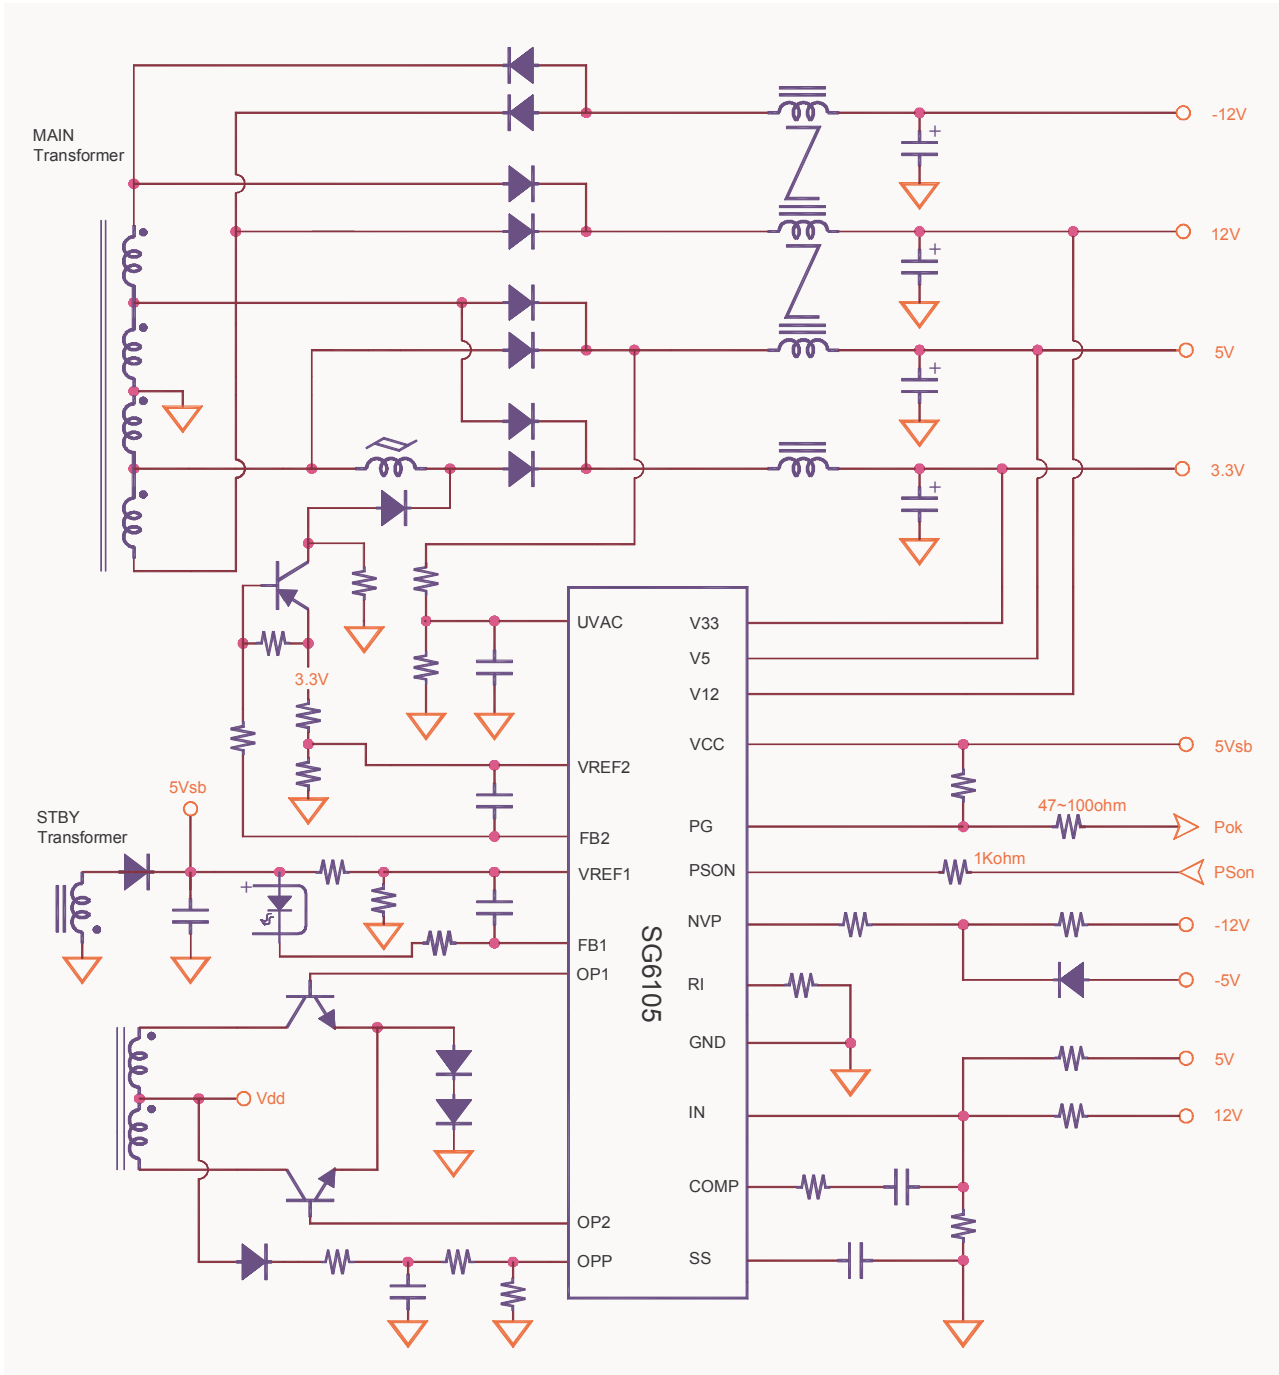 -12V
MAIN
Transformer
12V
5V
3.3V
UVAC
V33
V5
3.3V
V12
VCC
5Vsb
VREF2
5Vsb
47~100ohm
STBY
Transformer
PG
Pok
FB2
1Kohm
VREF1
PSON
PSon
NVP
-12V
FB1
SG6105
OP1
RI
-5V
GND
5V
Vdd
IN
12V
COMP
OP2
OPP
SS
+
+
+
+
+